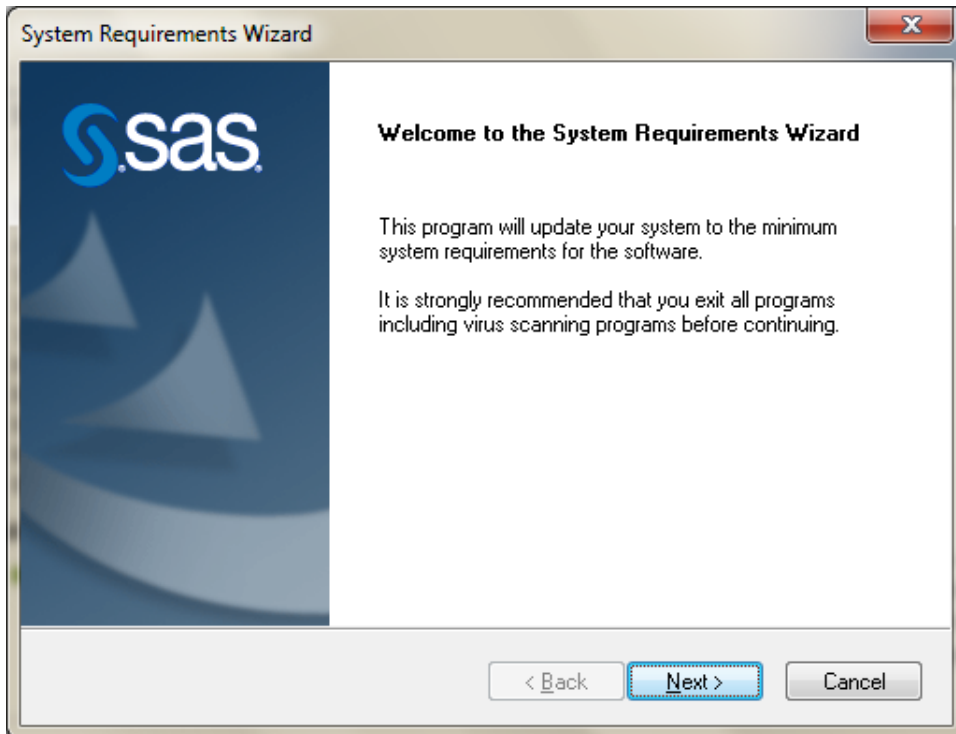 System Requirements Wizard
sas
Welcome to the System Requirements Wizard
This program will update your system to the minimum
system requirements for the software.
It is strongly recommended that you exit all programs
including virus scanning programs before continuing.
< Back Next > Cancel